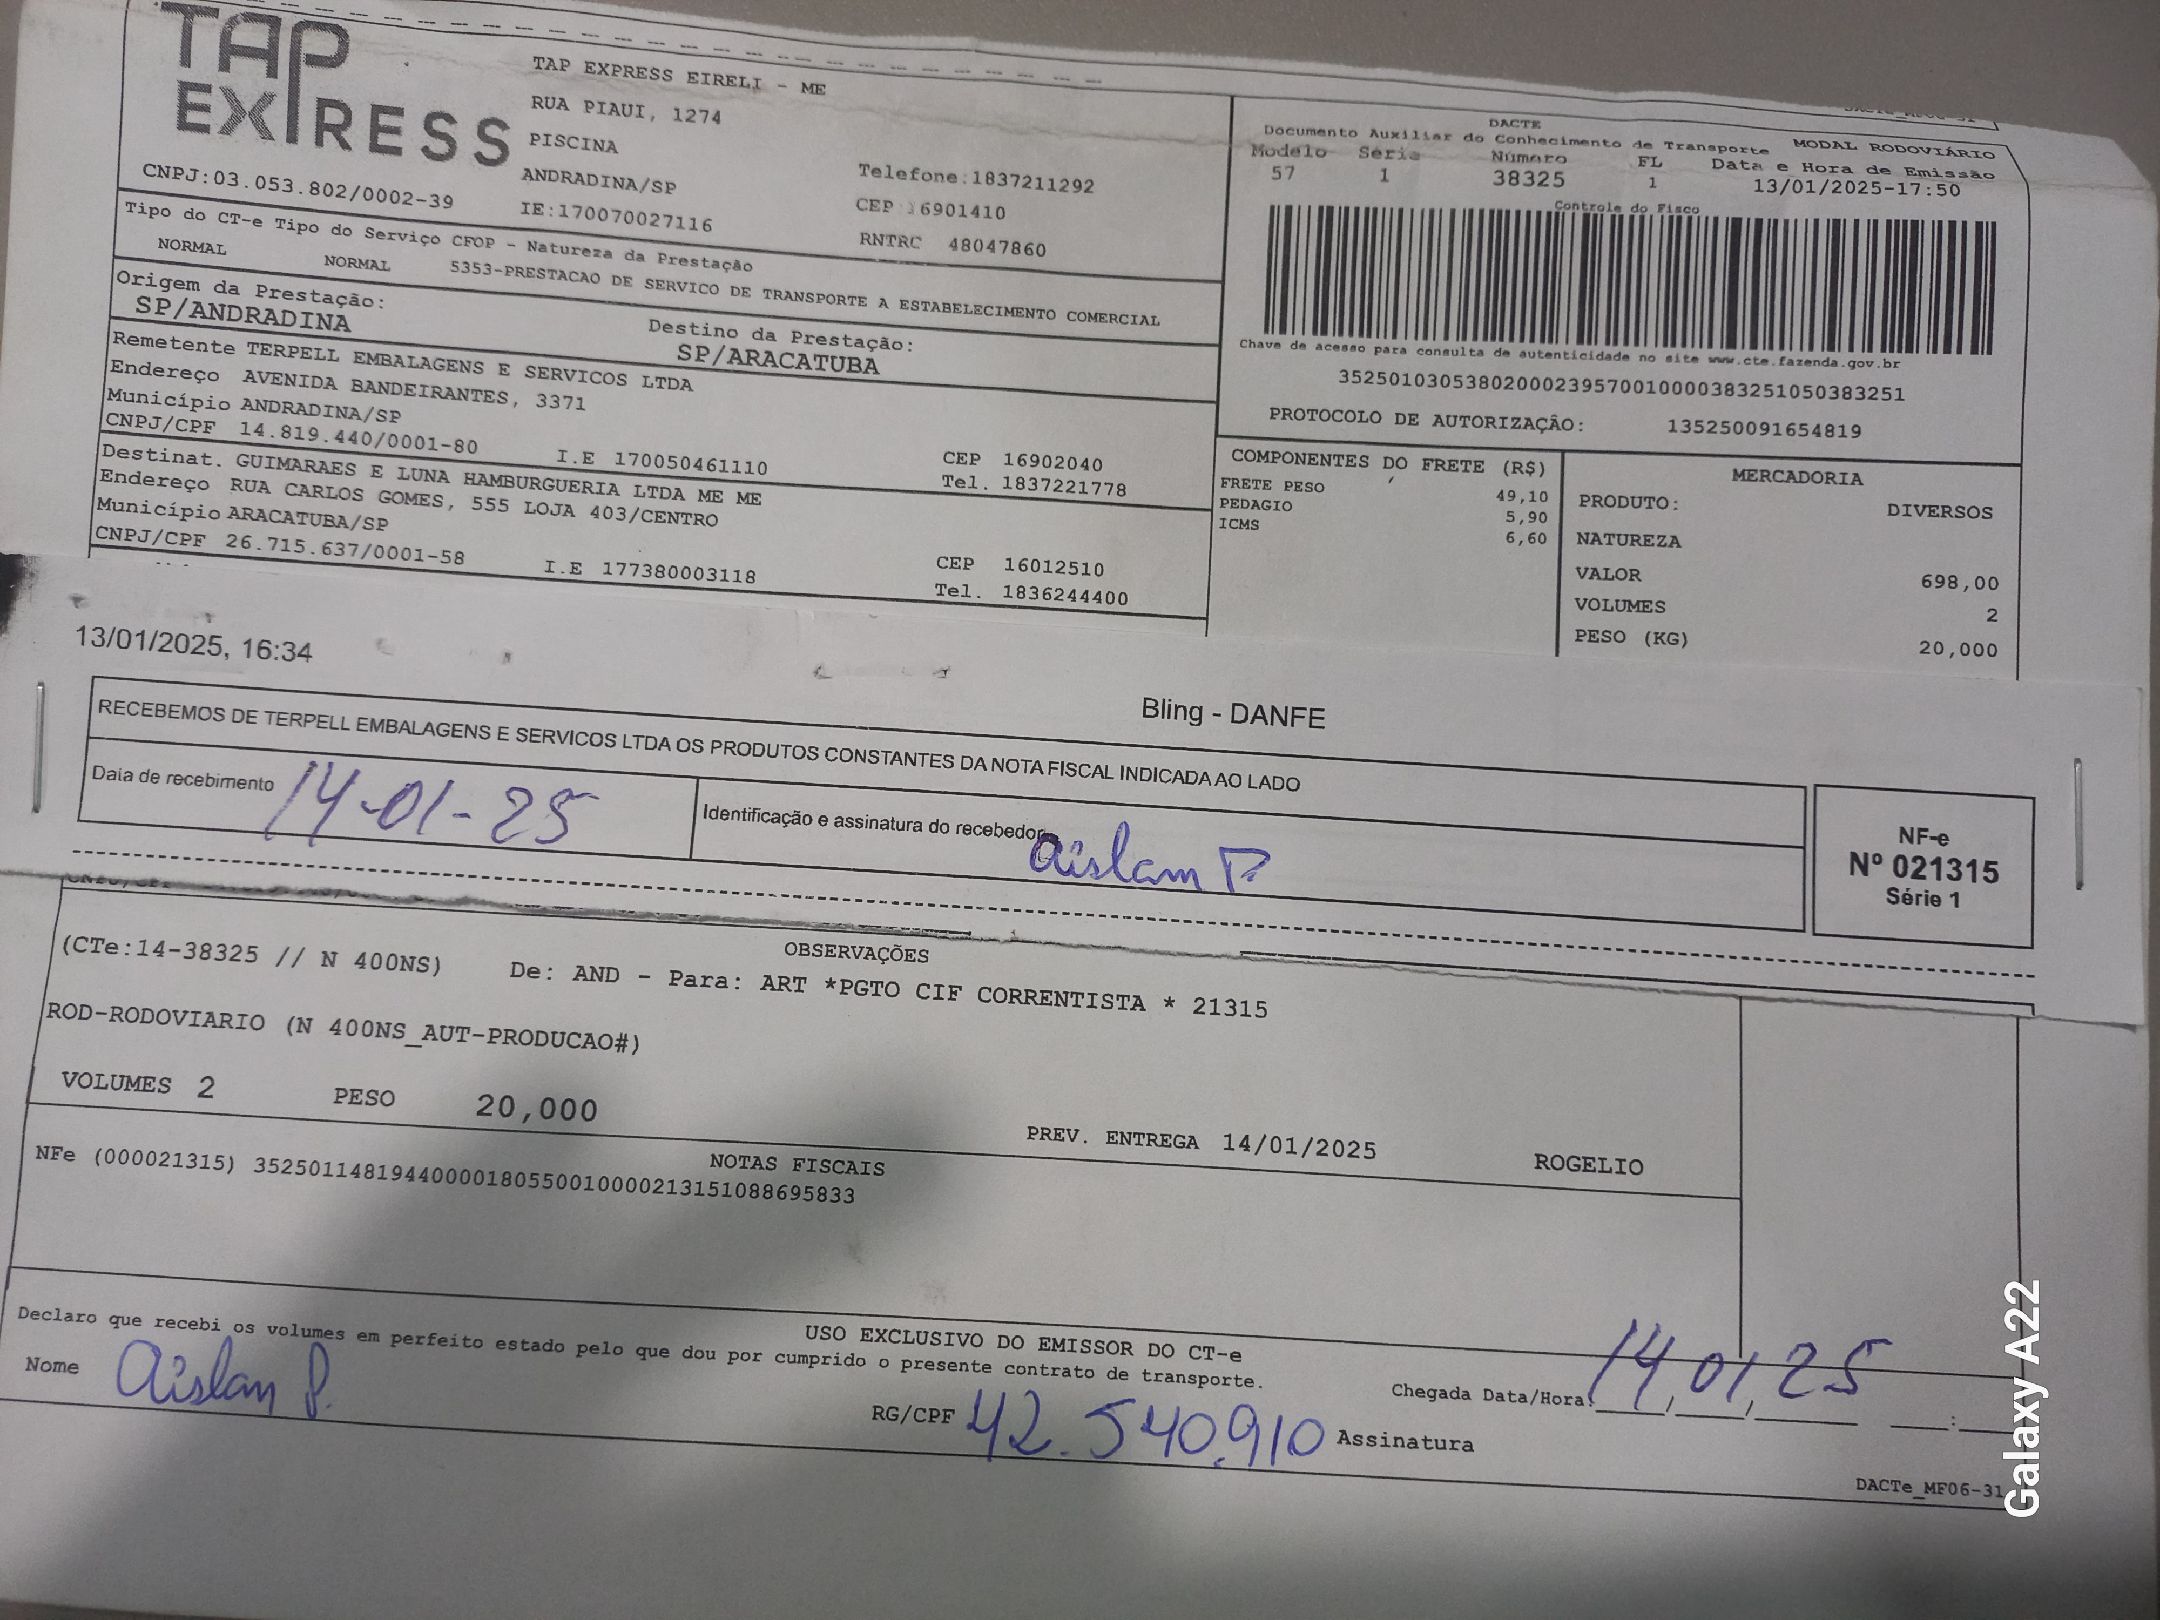 TAP
EXPRESS
TAP EXPRESS EIRELI - ME
RUA PIAUI, 1274
PISCINA
ANDRADINA/SP
Telefone:1837211292
CNPJ:03.053.802/0002-39
IE:170070027116
CEP 16901410
RNTRC 48047860
DACTE
Documento Auxiliar do Conhecimento de Transporte
MODAL RODOVIÁRIO
Modelo Série Número FL Data e Hora de Emissão
57 1 38325 1 13/01/2025-17:50
Controle do Fisco
Chave de acesso para consulta de autenticidade no site www.cte.fazenda.gov.br
35250103053802000239570010000383251050383251
PROTOCOLO DE AUTORIZAÇÃO: 135250091654819
Tipo do CT-e Tipo do Serviço CFOP - Natureza da Prestação
NORMAL NORMAL 5353-PRESTACAO DE SERVICO DE TRANSPORTE A ESTABELECIMENTO COMERCIAL
Origem da Prestação: Destino da Prestação:
SP/ANDRADINA SP/ARACATUBA
Remetente TERPELL EMBALAGENS E SERVICOS LTDA
Endereço AVENIDA BANDEIRANTES, 3371
Município ANDRADINA/SP CEP 16902040
CNPJ/CPF 14.819.440/0001-80 I.E 170050461110 Tel. 1837221778
Destinat. GUIMARAES E LUNA HAMBURGUERIA LTDA ME ME
Endereço RUA CARLOS GOMES, 555 LOJA 403/CENTRO
Município ARACATUBA/SP CEP 16012510
CNPJ/CPF 26.715.637/0001-58 I.E 177380003118 Tel. 1836244400
COMPONENTES DO FRETE (R$)
FRETE PESO 49,10
PEDAGIO 5,90
ICMS 6,60
MERCADORIA
PRODUTO: DIVERSOS
NATUREZA
VALOR 698,00
VOLUMES 2
PESO (KG) 20,000
13/01/2025, 16:34
Bling - DANFE
RECEBEMOS DE TERPELL EMBALAGENS E SERVICOS LTDA OS PRODUTOS CONSTANTES DA NOTA FISCAL INDICADA AO LADO
Data de recebimento 14-01-25
Identificação e assinatura do recebedor Aislam P.
NF-e
Nº 021315
Série 1
OBSERVAÇÕES
(CTe:14-38325 // N 400NS) De: AND - Para: ART *PGTO CIF CORRENTISTA * 21315
ROD-RODOVIARIO (N 400NS_AUT-PRODUCAO#)
VOLUMES 2 PESO 20,000
PREV. ENTREGA 14/01/2025 ROGELIO
NOTAS FISCAIS
NFe (000021315) 35250114819440000180550010000213151088695833
USO EXCLUSIVO DO EMISSOR DO CT-e
Declaro que recebi os volumes em perfeito estado pelo que dou por cumprido o presente contrato de transporte.
Nome Aislan P.
RG/CPF 42.540.910 Assinatura
Chegada Data/Hora: 14,01,25
DACTe_MF06-31
Galaxy A22